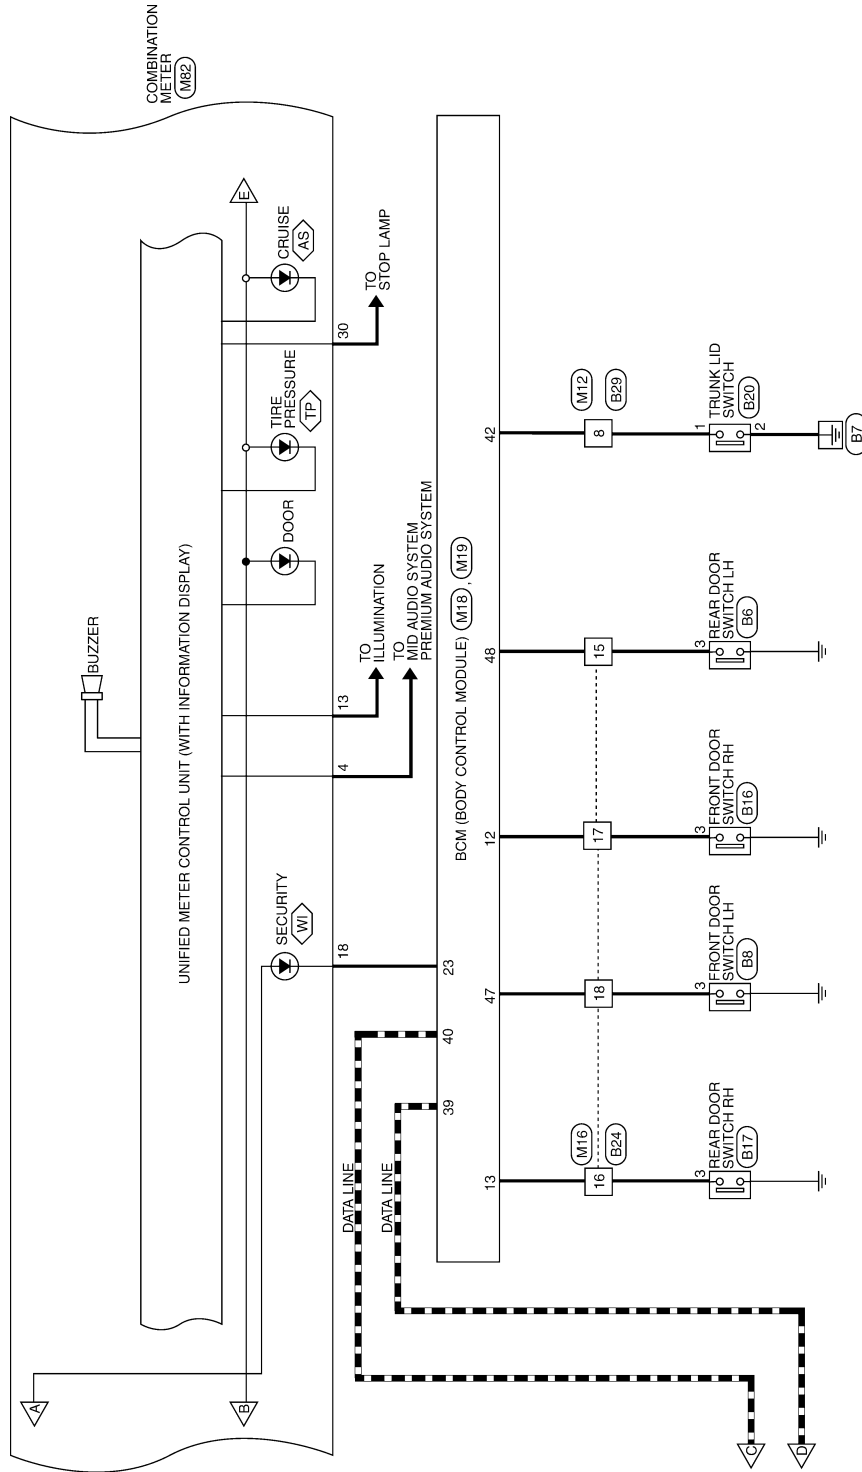 COMBINATION
METER
M82
BUZZER
UNIFIED METER CONTROL UNIT (WITH INFORMATION DISPLAY)
A
B
E
SECURITY
WI
DOOR
TIRE
PRESSURE
TP
CRUISE
AS
18
4
13
30
TO
ILLUMINATION
TO
MID AUDIO SYSTEM
PREMIUM AUDIO SYSTEM
TO
STOP LAMP
DATA LINE
DATA LINE
39
40
23
BCM (BODY CONTROL MODULE)
M18 , M19
13
47
12
48
42
M16
B24
16
18
17
15
M12
B29
8
3
REAR DOOR
SWITCH RH
B17
3
FRONT DOOR
SWITCH LH
B8
3
FRONT DOOR
SWITCH RH
B16
3
REAR DOOR
SWITCH LH
B6
1
TRUNK LID
SWITCH
B20
2
B7
C
D